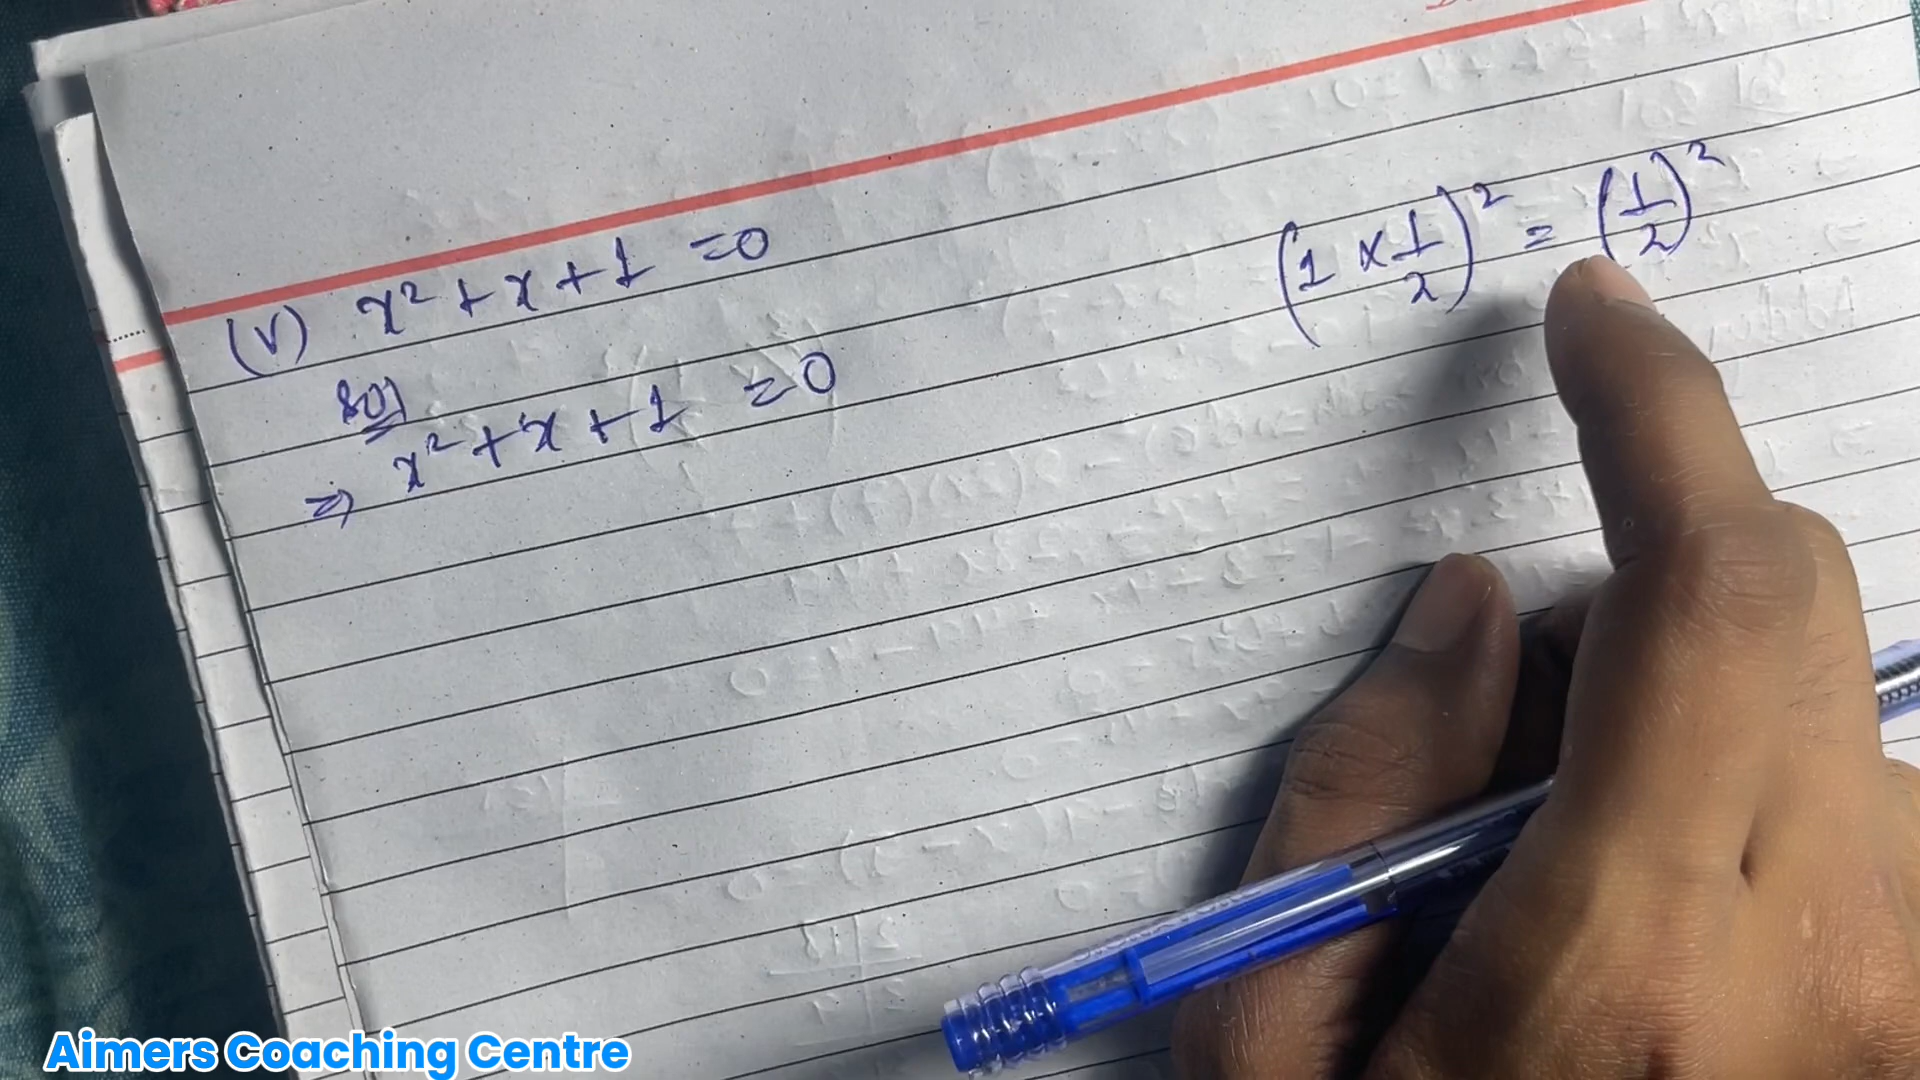 (V) x² + x + 1 = 0
Sol
⇒ x² + x + 1 = 0
(1 × 1/2)² = (1/2)²
Aimers Coaching Centre